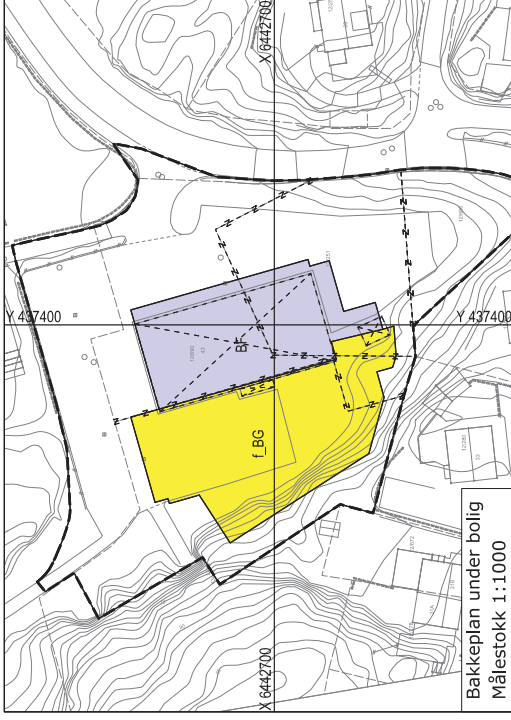 X 6442700
Y 437400
Y 437400
BF
f_BG
X 6442700
Bakkeplan under bolig
Målestokk 1:1000